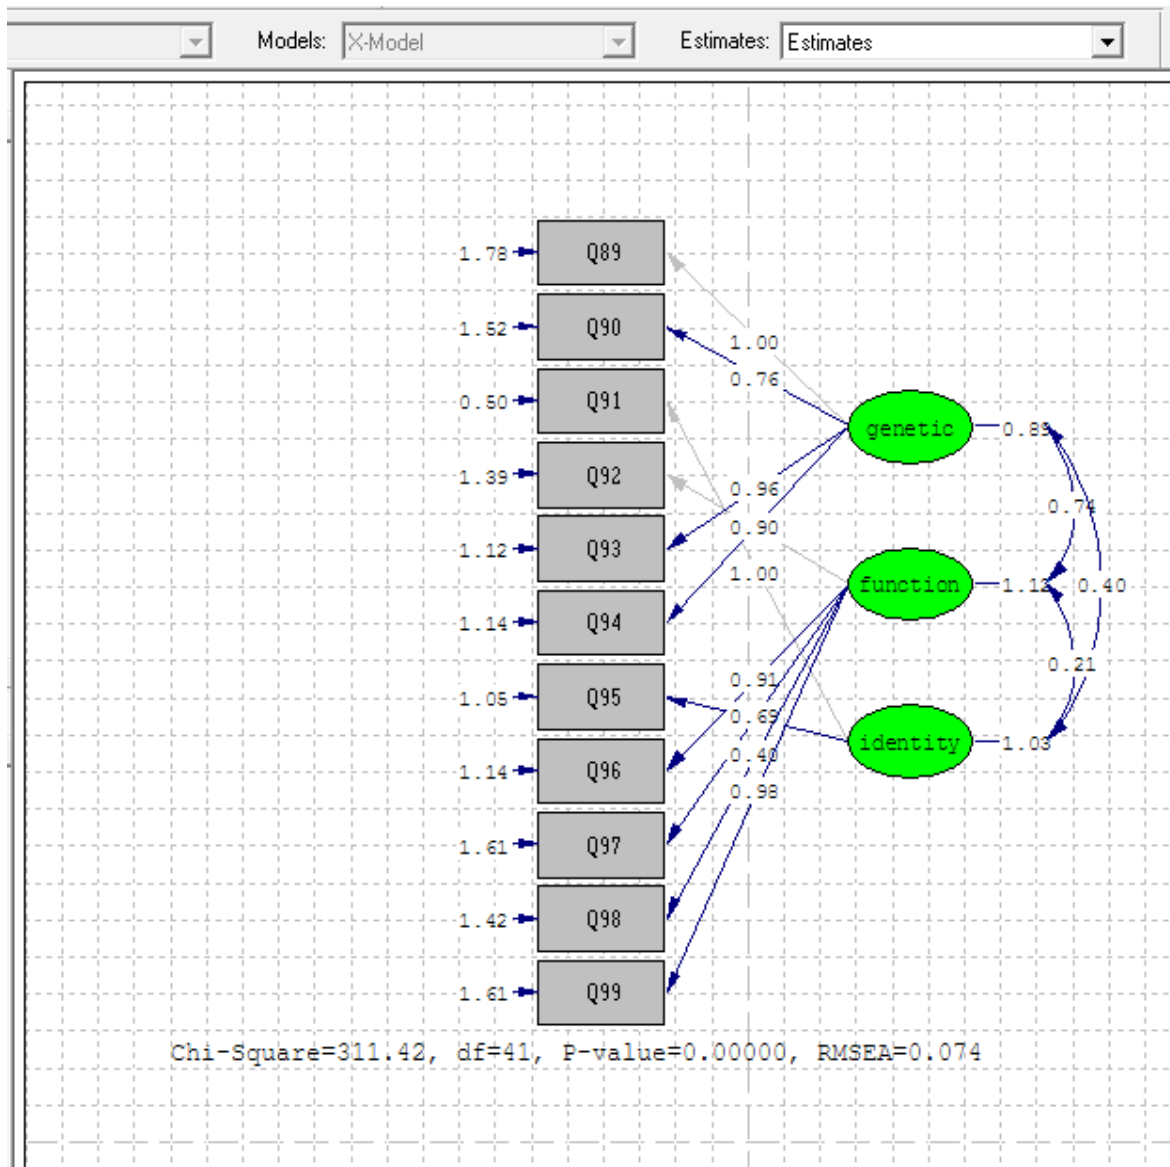 Models: X-Model Estimates: Estimates
1.78 Q89
1.52 Q90
1.00
0.76
0.50 Q91
genetic 0.89
1.39 Q92
0.96
0.74
0.90
1.12 Q93
1.00
function 1.12 0.40
1.14 Q94
0.91
0.21
1.05 Q95
0.69
identity 1.03
0.40
1.14 Q96
0.98
1.61 Q97
1.42 Q98
1.61 Q99
Chi-Square=311.42, df=41, P-value=0.00000, RMSEA=0.074